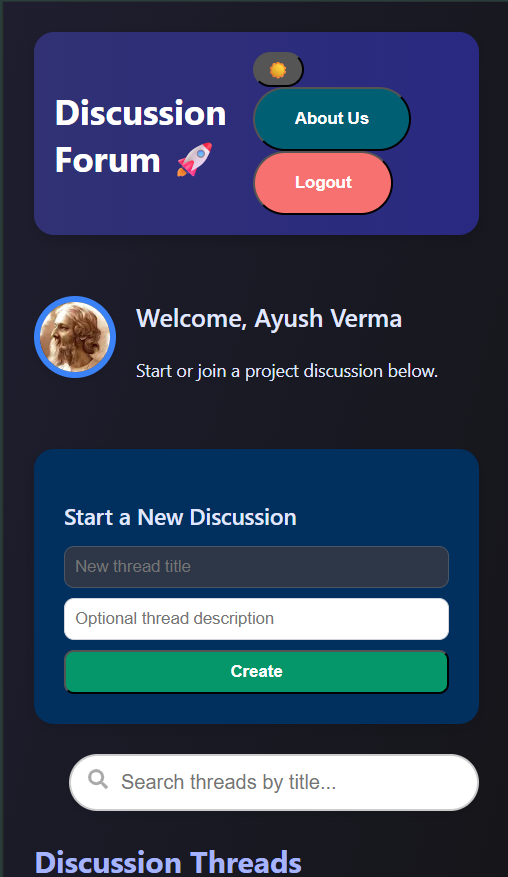 Discussion
Forum 🚀
About Us
Logout
Welcome, Ayush Verma
Start or join a project discussion below.
Start a New Discussion
New thread title
Optional thread description
Create
Search threads by title...
Discussion Threads